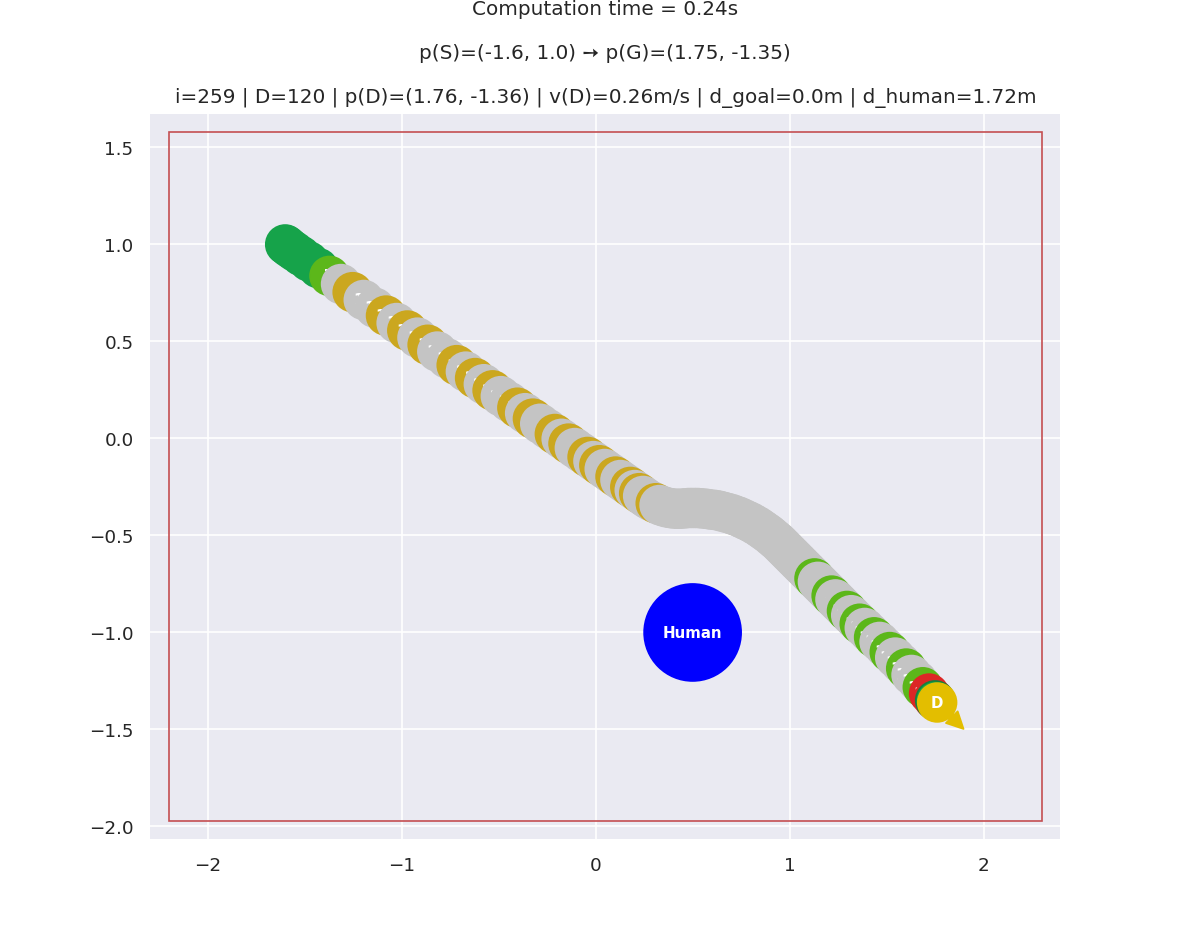 Computation time = 0.24s
p(S)=(-1.6, 1.0) → p(G)=(1.75, -1.35)
i=259 | D=120 | p(D)=(1.76, -1.36) | v(D)=0.26m/s | d_goal=0.0m | d_human=1.72m
1.5
1.0
0.5
0.0
−0.5
−1.0
−1.5
−2.0
Human
D
−2
−1
0
1
2